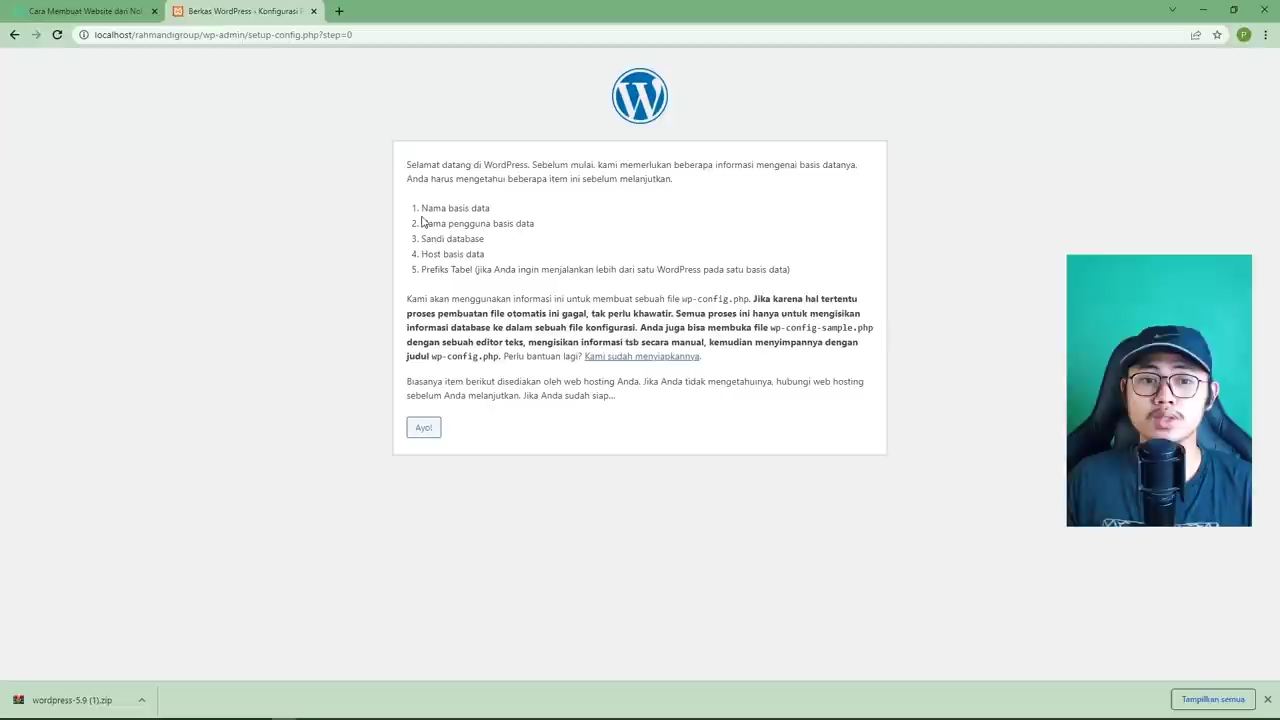 Cara Membuat Website dari Nol
Berkas WordPress › Konfigurasi P
localhost/rahmandigroup/wp-admin/setup-config.php?step=0
P
W
Selamat datang di WordPress. Sebelum mulai, kami memerlukan beberapa informasi mengenai basis datanya.
Anda harus mengetahui beberapa item ini sebelum melanjutkan.
1. Nama basis data
2. Nama pengguna basis data
3. Sandi database
4. Host basis data
5. Prefiks Tabel (jika Anda ingin menjalankan lebih dari satu WordPress pada satu basis data)
Kami akan menggunakan informasi ini untuk membuat sebuah file wp-config.php. Jika karena hal tertentu
proses pembuatan file otomatis ini gagal, tak perlu khawatir. Semua proses ini hanya untuk mengisikan
informasi database ke dalam sebuah file konfigurasi. Anda juga bisa membuka file wp-config-sample.php
dengan sebuah editor teks, mengisikan informasi tsb secara manual, kemudian menyimpannya dengan
judul wp-config.php. Perlu bantuan lagi? Kami sudah menyiapkannya.
Biasanya item berikut disediakan oleh web hosting Anda. Jika Anda tidak mengetahuinya, hubungi web hosting
sebelum Anda melanjutkan. Jika Anda sudah siap...
Ayo!
wordpress-5.9 (1).zip
Tampilkan semua